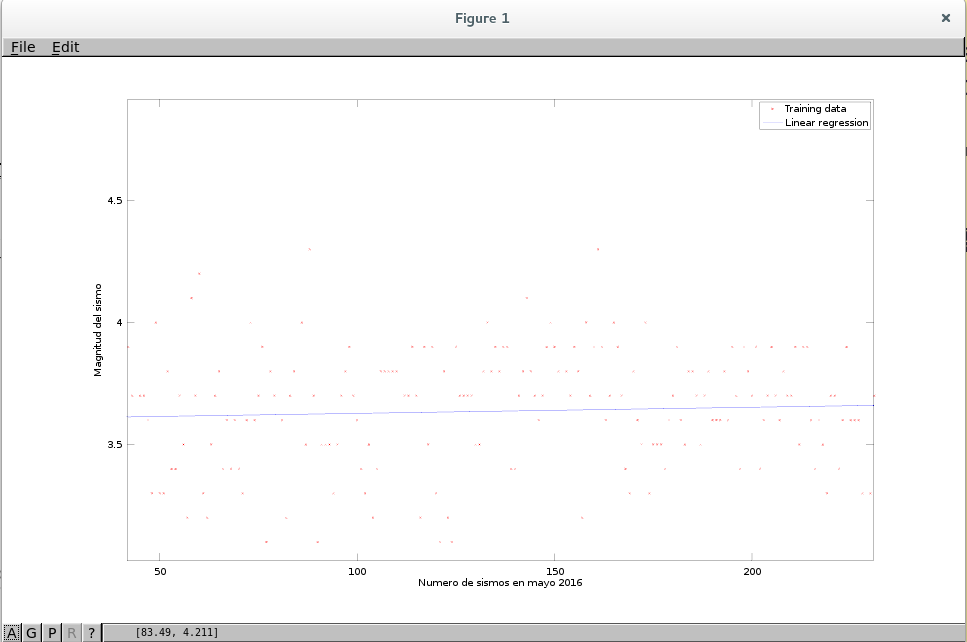 Figure 1
File Edit
Training data
Linear regression
4.5
4
3.5
Magnitud del sismo
50 100 150 200
Numero de sismos en mayo 2016
A G P R ? [83.49, 4.211]